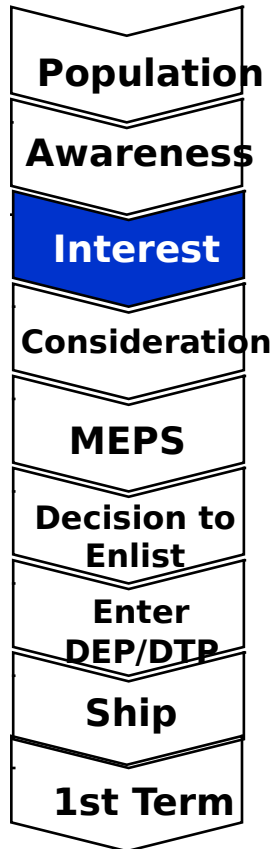 Population
Awareness
Interest
Consideration
MEPS
Decision to
Enlist
Enter
DEP/DTP
Ship
1st Term